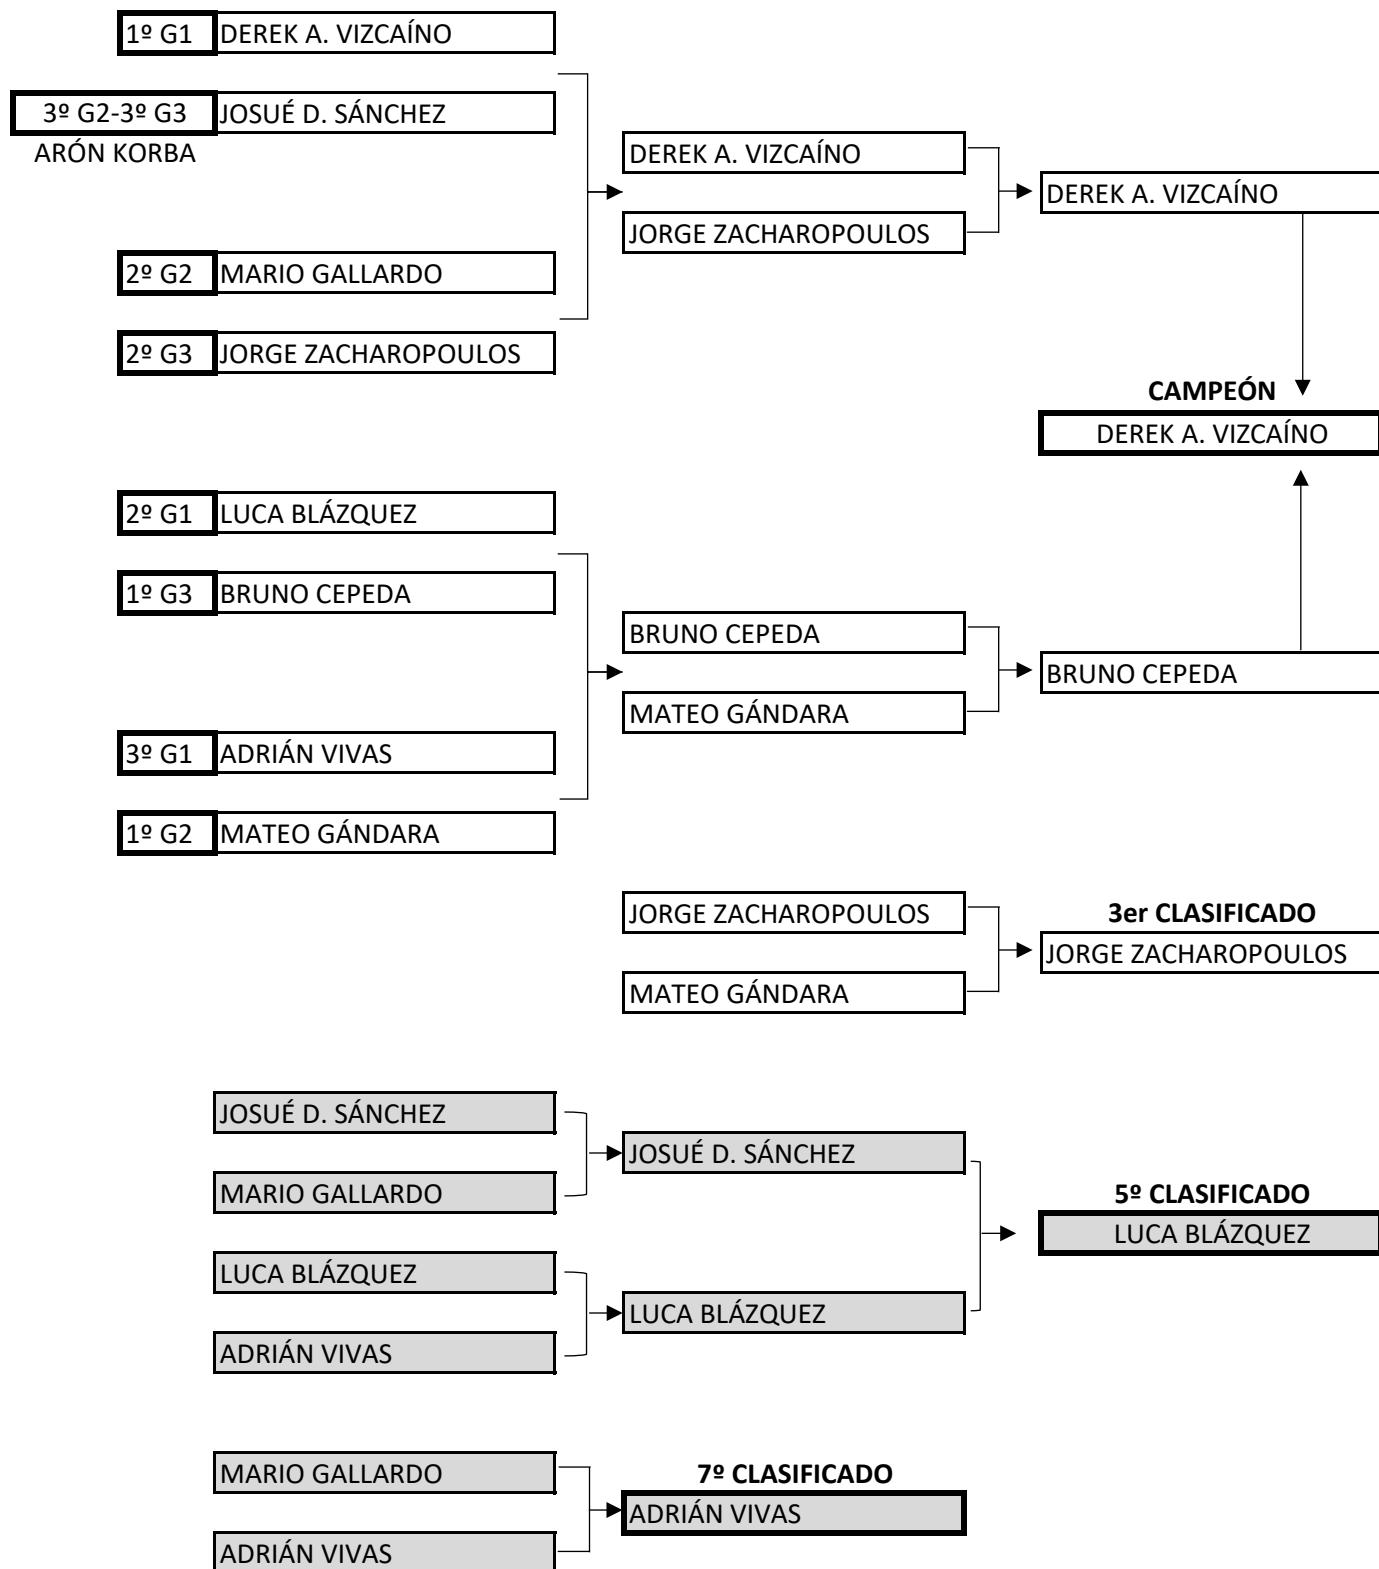 1º G1 DEREK A. VIZCAÍNO
3º G2-3º G3 JOSUÉ D. SÁNCHEZ
ARÓN KORBA
DEREK A. VIZCAÍNO
DEREK A. VIZCAÍNO
JORGE ZACHAROPOULOS
2º G2 MARIO GALLARDO
2º G3 JORGE ZACHAROPOULOS
CAMPEÓN
DEREK A. VIZCAÍNO
2º G1 LUCA BLÁZQUEZ
1º G3 BRUNO CEPEDA
BRUNO CEPEDA
BRUNO CEPEDA
MATEO GÁNDARA
3º G1 ADRIÁN VIVAS
1º G2 MATEO GÁNDARA
JORGE ZACHAROPOULOS
3er CLASIFICADO
JORGE ZACHAROPOULOS
MATEO GÁNDARA
JOSUÉ D. SÁNCHEZ
JOSUÉ D. SÁNCHEZ
MARIO GALLARDO
5º CLASIFICADO
LUCA BLÁZQUEZ
LUCA BLÁZQUEZ
LUCA BLÁZQUEZ
ADRIÁN VIVAS
MARIO GALLARDO
7º CLASIFICADO
ADRIÁN VIVAS
ADRIÁN VIVAS